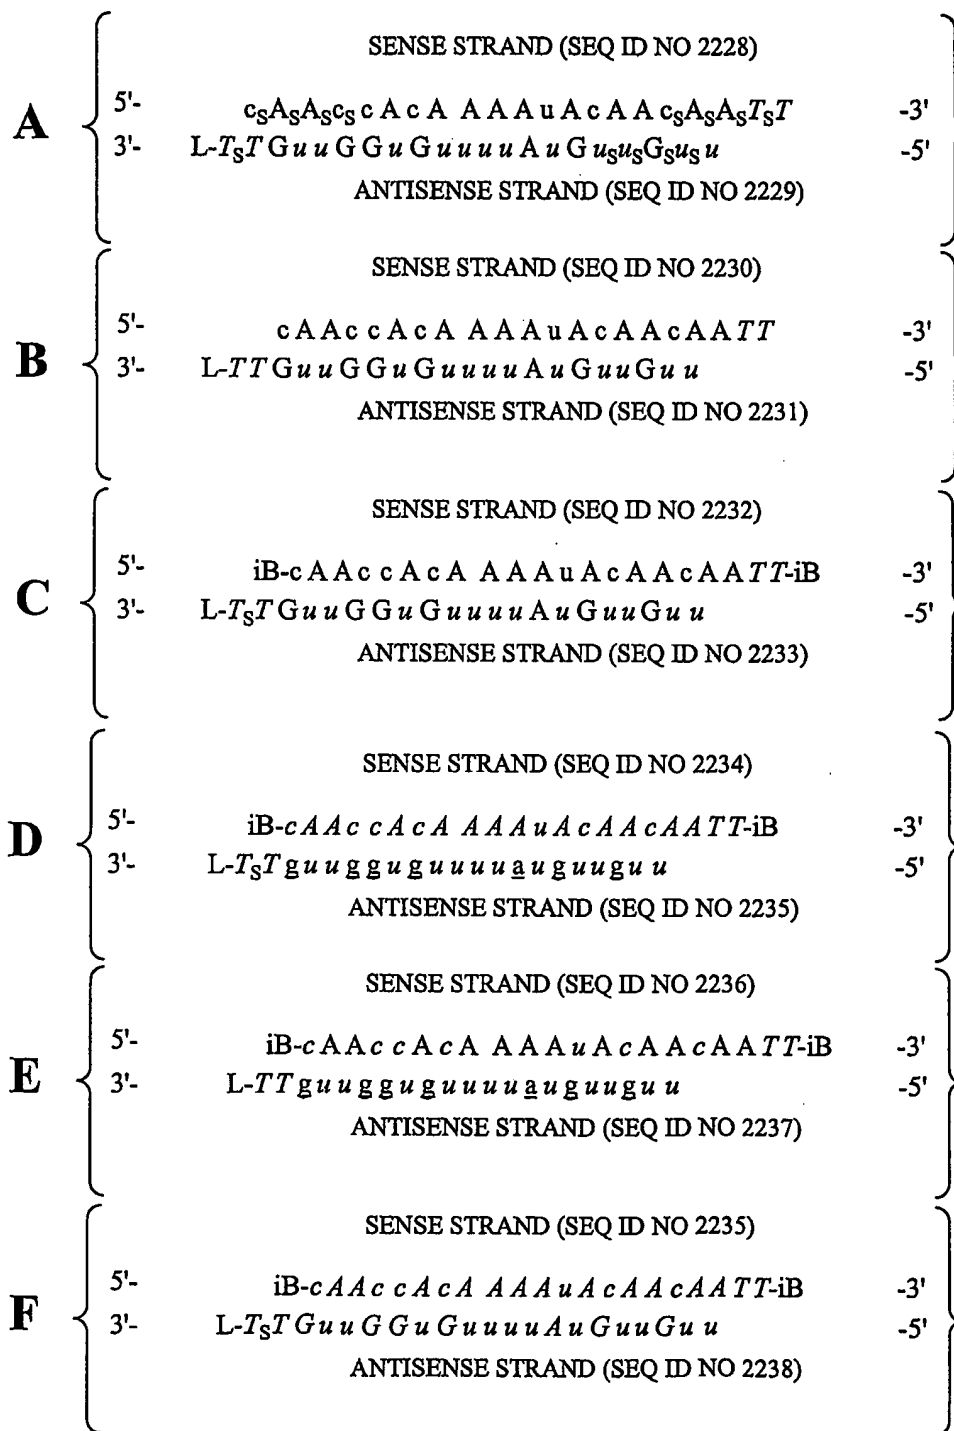 SENSE STRAND (SEQ ID NO 2228)
A
5'- cSASAScS c A c A A A A u A c A A cSASASTST -3'
3'- L-TST G u u G G u G u u u u A u G uSuSGSuS u -5'
ANTISENSE STRAND (SEQ ID NO 2229)
SENSE STRAND (SEQ ID NO 2230)
B
5'- c A A c c A c A A A A u A c A A c A A T T -3'
3'- L-T T G u u G G u G u u u u A u G u u G u u -5'
ANTISENSE STRAND (SEQ ID NO 2231)
SENSE STRAND (SEQ ID NO 2232)
C
5'- iB-c A A c c A c A A A A u A c A A c A A T T-iB -3'
3'- L-TST G u u G G u G u u u u A u G u u G u u -5'
ANTISENSE STRAND (SEQ ID NO 2233)
SENSE STRAND (SEQ ID NO 2234)
D
5'- iB-c A A c c A c A A A A u A c A A c A A T T-iB -3'
3'- L-TST g u u g g u g u u u u a u g u u g u u -5'
ANTISENSE STRAND (SEQ ID NO 2235)
SENSE STRAND (SEQ ID NO 2236)
E
5'- iB-c A A c c A c A A A A u A c A A c A A T T-iB -3'
3'- L-T T g u u g g u g u u u u a u g u u g u u -5'
ANTISENSE STRAND (SEQ ID NO 2237)
SENSE STRAND (SEQ ID NO 2235)
F
5'- iB-c A A c c A c A A A A u A c A A c A A T T-iB -3'
3'- L-TST G u u G G u G u u u u A u G u u G u u -5'
ANTISENSE STRAND (SEQ ID NO 2238)